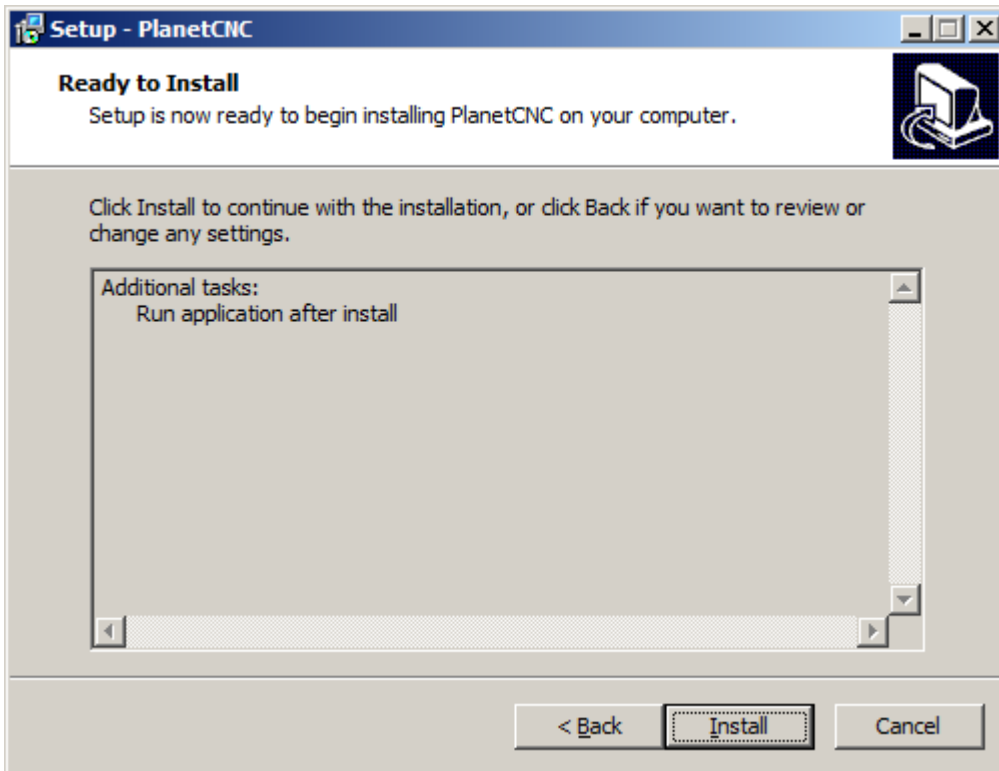 Setup - PlanetCNC
Ready to Install
Setup is now ready to begin installing PlanetCNC on your computer.
Click Install to continue with the installation, or click Back if you want to review or
change any settings.
Additional tasks:
Run application after install
< Back
Install
Cancel